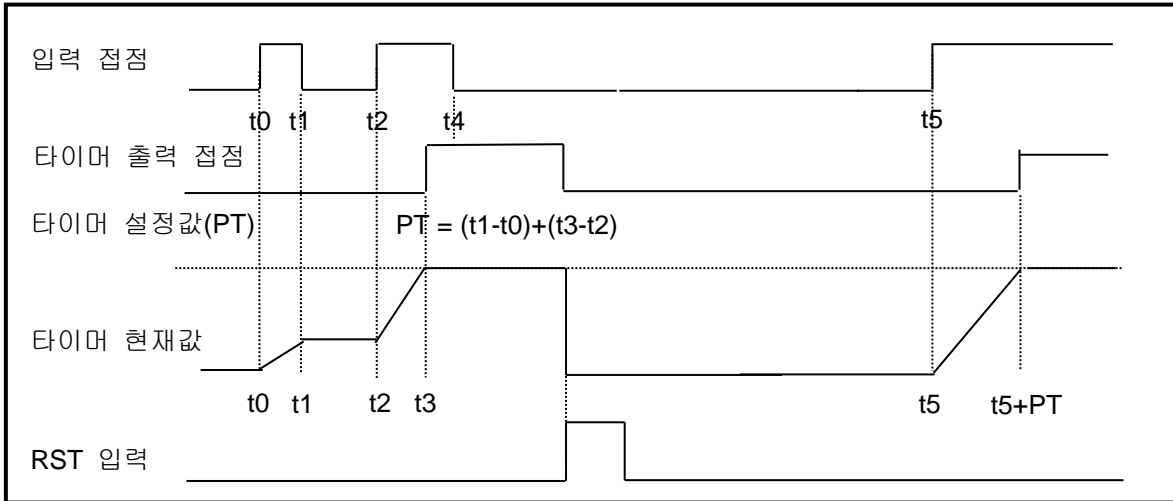 입력 접점
t0 t1 t2 t4 t5
타이머 출력 접점
타이머 설정값(PT) PT = (t1-t0)+(t3-t2)
타이머 현재값
t0 t1 t2 t3 t5 t5+PT
RST 입력